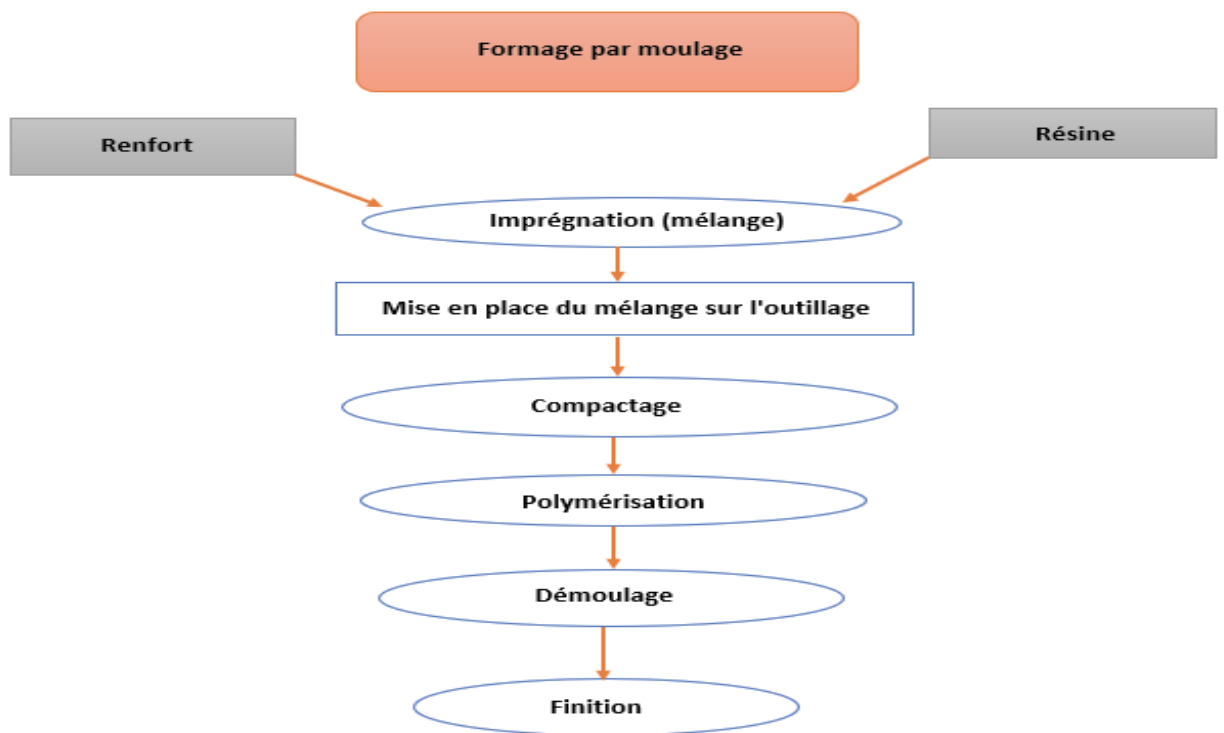 Formage par moulage
Renfort
Résine
Imprégnation (mélange)
Mise en place du mélange sur l'outillage
Compactage
Polymérisation
Démoulage
Finition